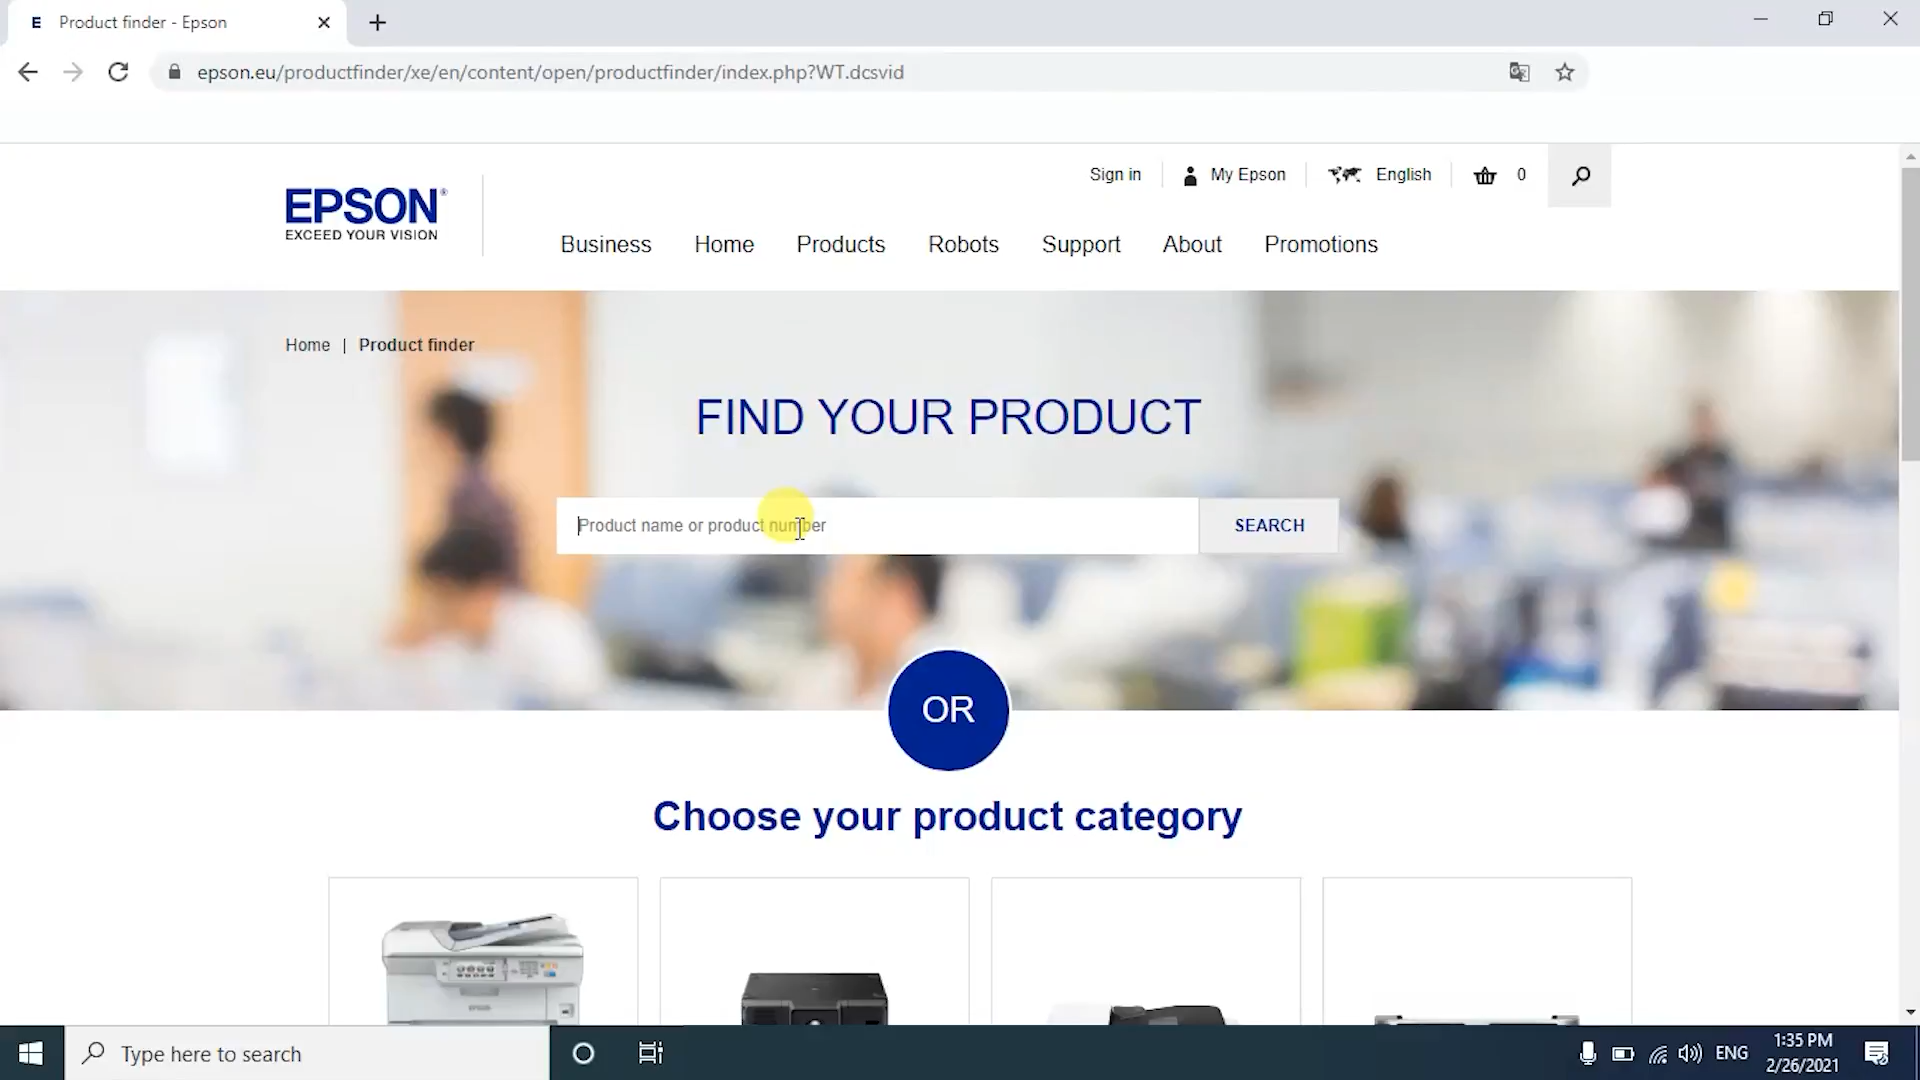 E Product finder - Epson
epson.eu/productfinder/xe/en/content/open/productfinder/index.php?WT.dcsvid
Sign in
My Epson
English
0
EPSON®
EXCEED YOUR VISION
Business
Home
Products
Robots
Support
About
Promotions
Home | Product finder
FIND YOUR PRODUCT
Product name or product number
SEARCH
OR
Choose your product category
EPSON
Type here to search
ENG
1:35 PM
2/26/2021